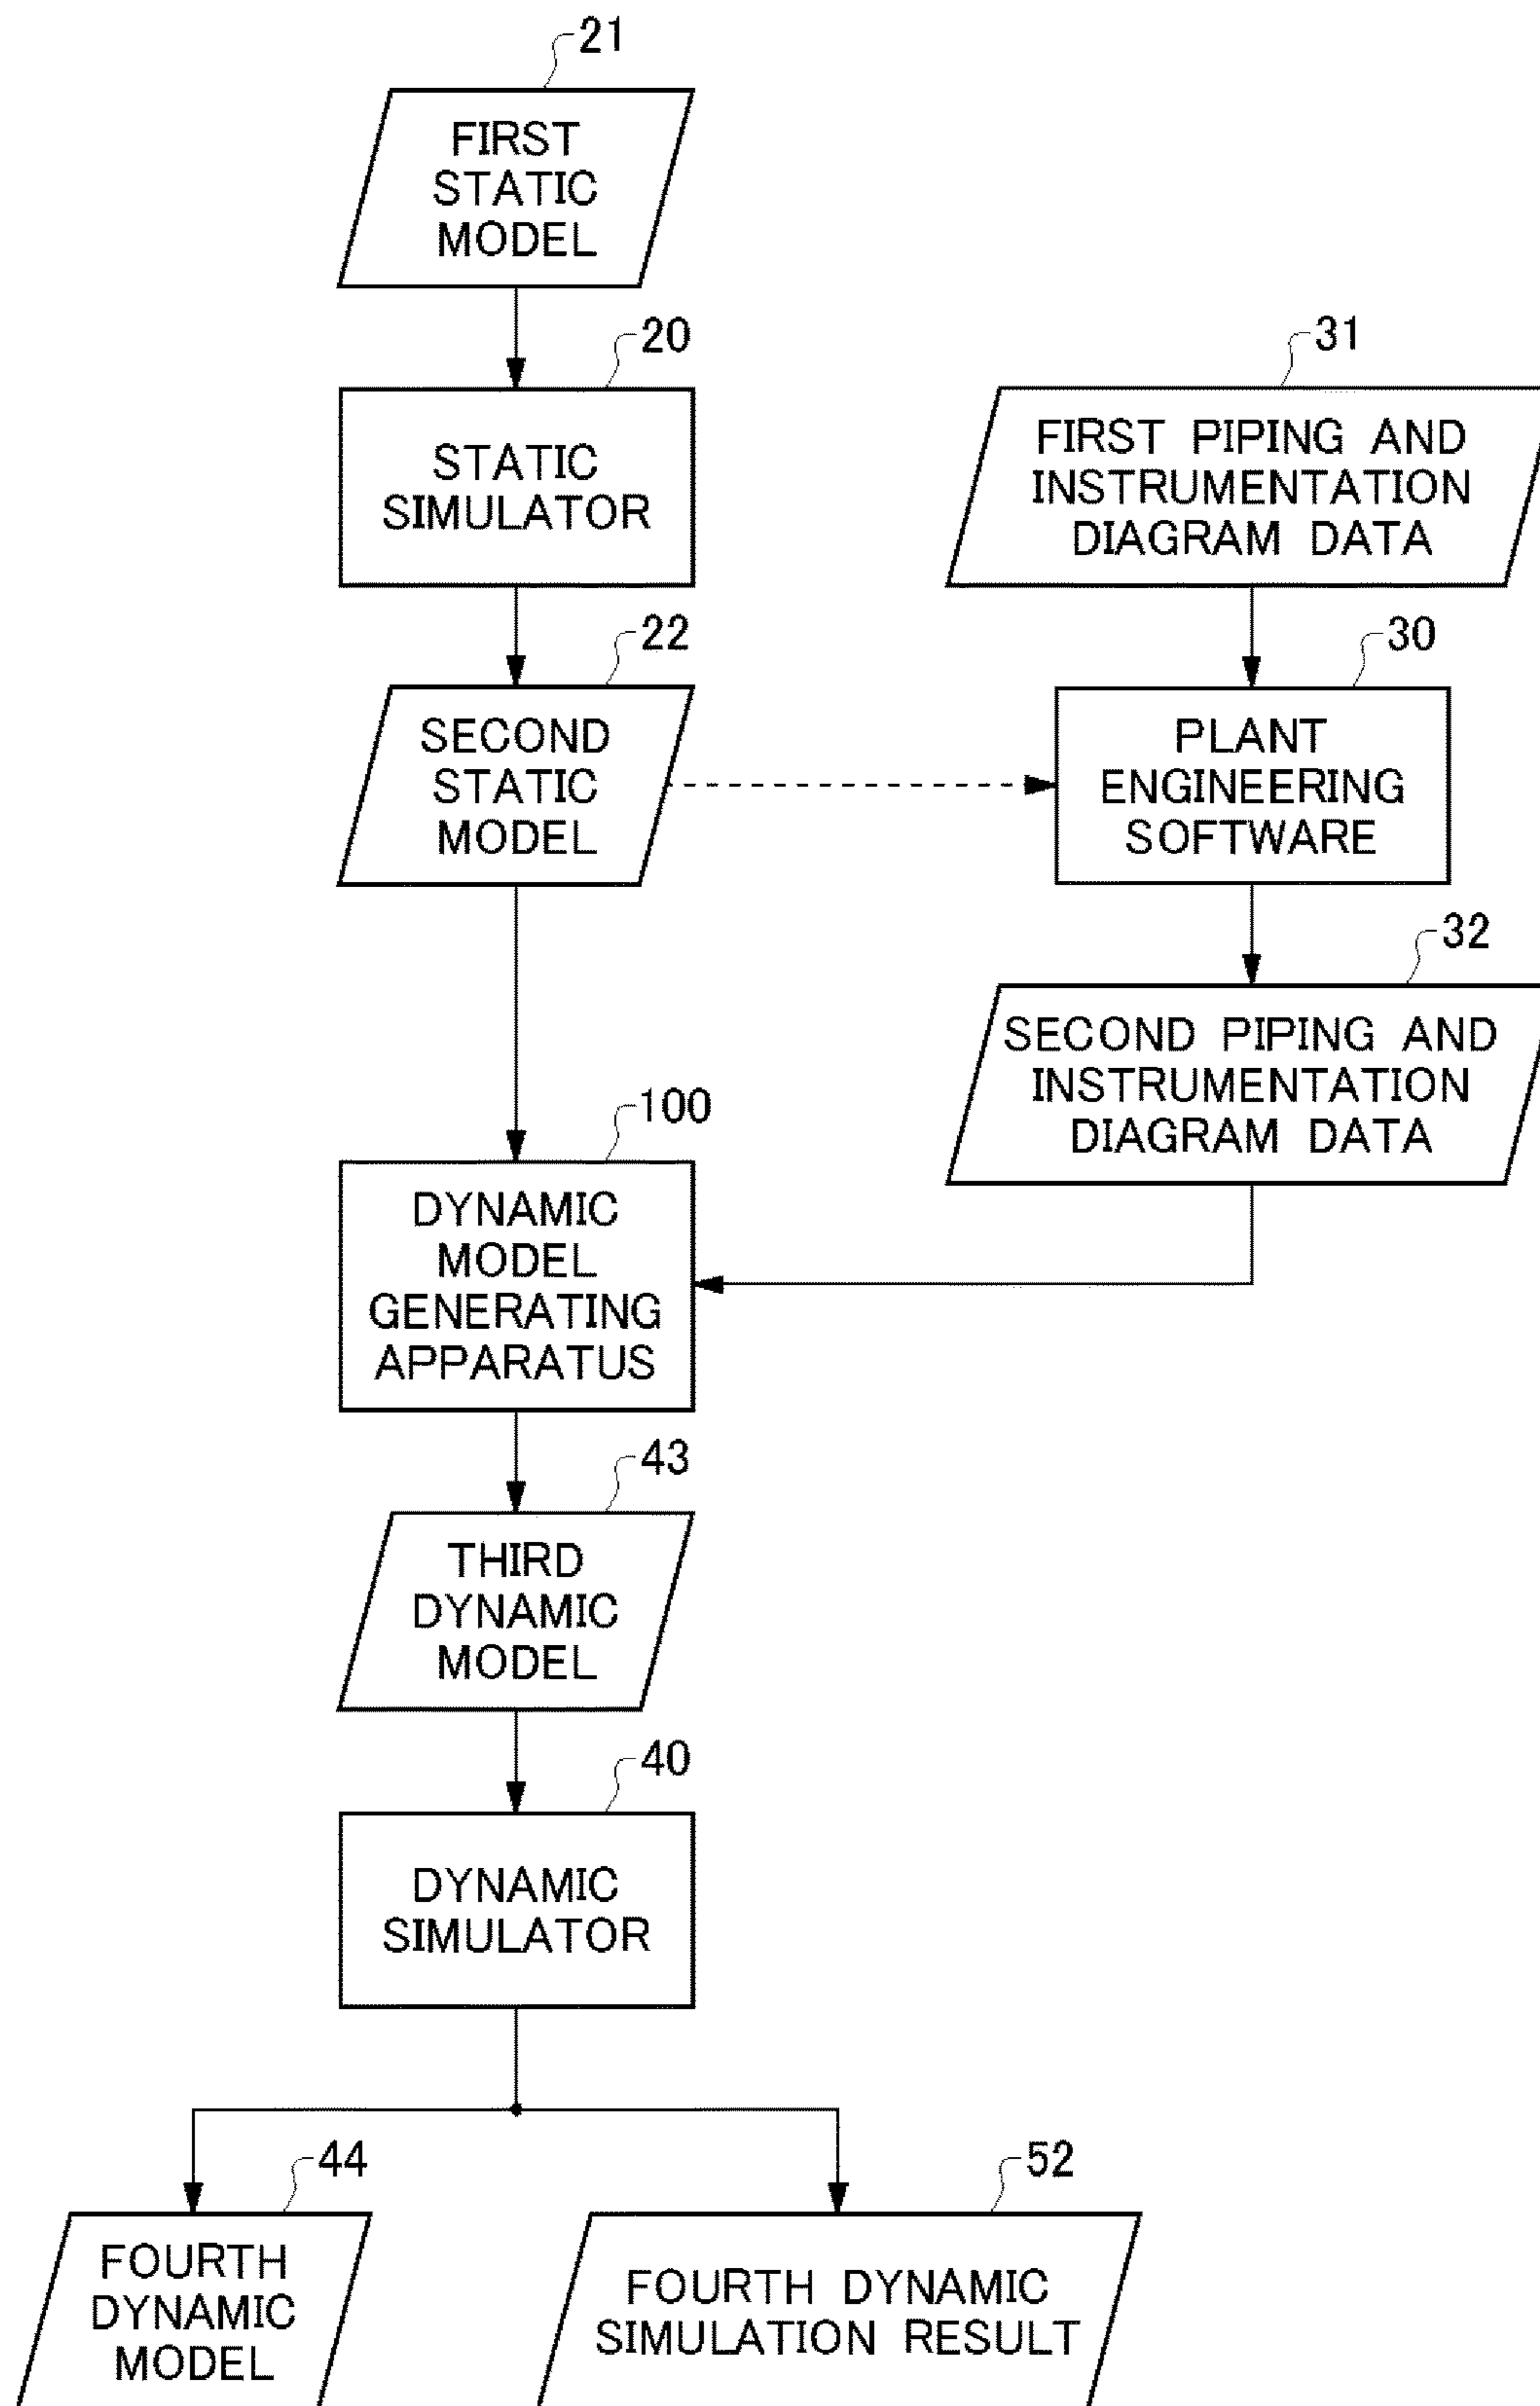 21
FIRST
STATIC
MODEL
20
STATIC
SIMULATOR
31
FIRST PIPING AND
INSTRUMENTATION
DIAGRAM DATA
22
SECOND
STATIC
MODEL
30
PLANT
ENGINEERING
SOFTWARE
32
SECOND PIPING AND
INSTRUMENTATION
DIAGRAM DATA
100
DYNAMIC
MODEL
GENERATING
APPARATUS
43
THIRD
DYNAMIC
MODEL
40
DYNAMIC
SIMULATOR
44
FOURTH
DYNAMIC
MODEL
52
FOURTH DYNAMIC
SIMULATION RESULT